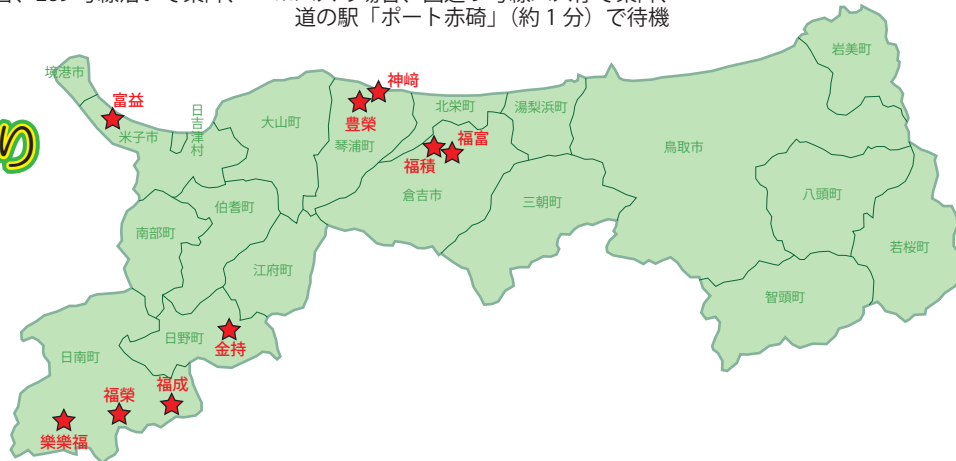 道の駅「ポート赤碕」（約１分）で待機
り
岩美町
境港市
神﨑
富益
日吉津村
大山町
北栄町
湯梨浜町
米子市
豊榮
琴浦町
福富
福積
鳥取市
倉吉市
三朝町
八頭町
伯耆町
南部町
若桜町
江府町
智頭町
日野町
金持
日南町
福成
福榮
樂樂福